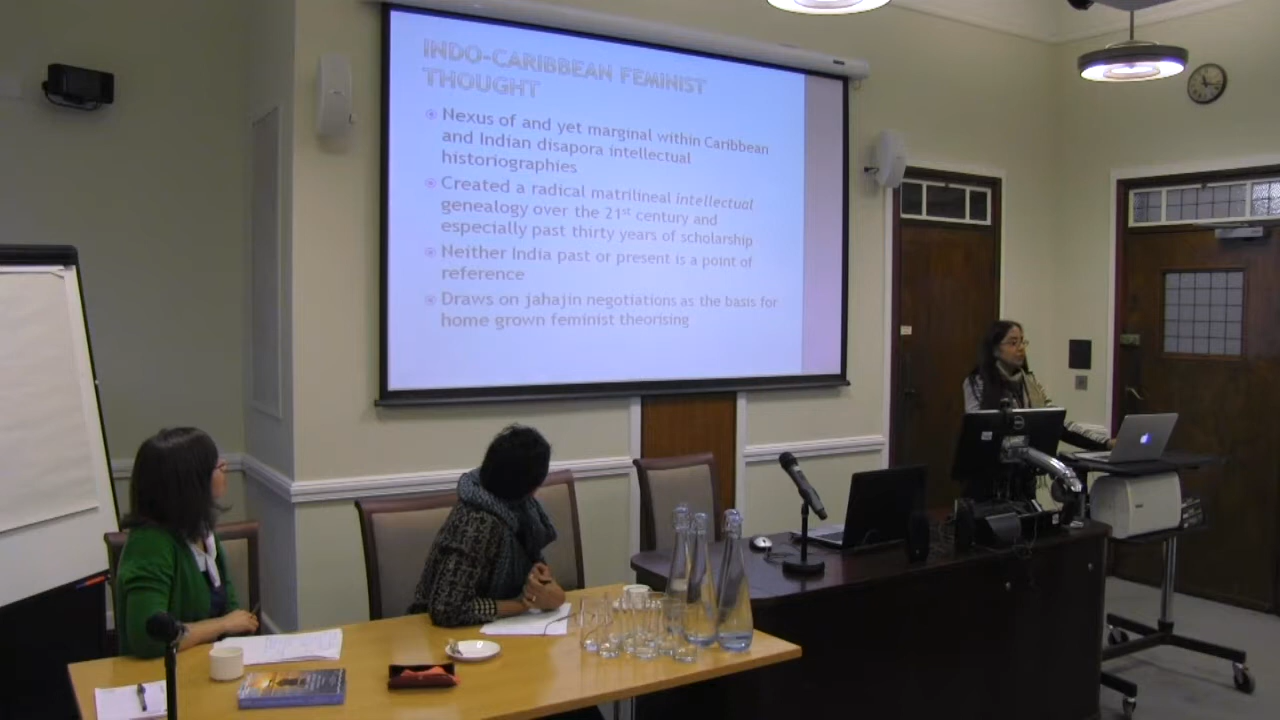 INDO-CARIBBEAN FEMINIST
THOUGHT
Nexus of and yet marginal within Caribbean
and Indian disapora intellectual
historiographies
Created a radical matrilineal intellectual
genealogy over the 21st century and
especially past thirty years of scholarship
Neither India past or present is a point of
reference
Draws on jahajin negotiations as the basis for
home grown feminist theorising